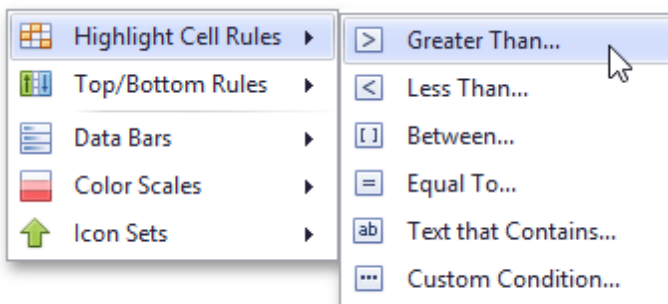 Highlight Cell Rules
Top/Bottom Rules
Data Bars
Color Scales
Icon Sets
> Greater Than...
< Less Than...
[ ] Between...
= Equal To...
ab Text that Contains...
... Custom Condition...